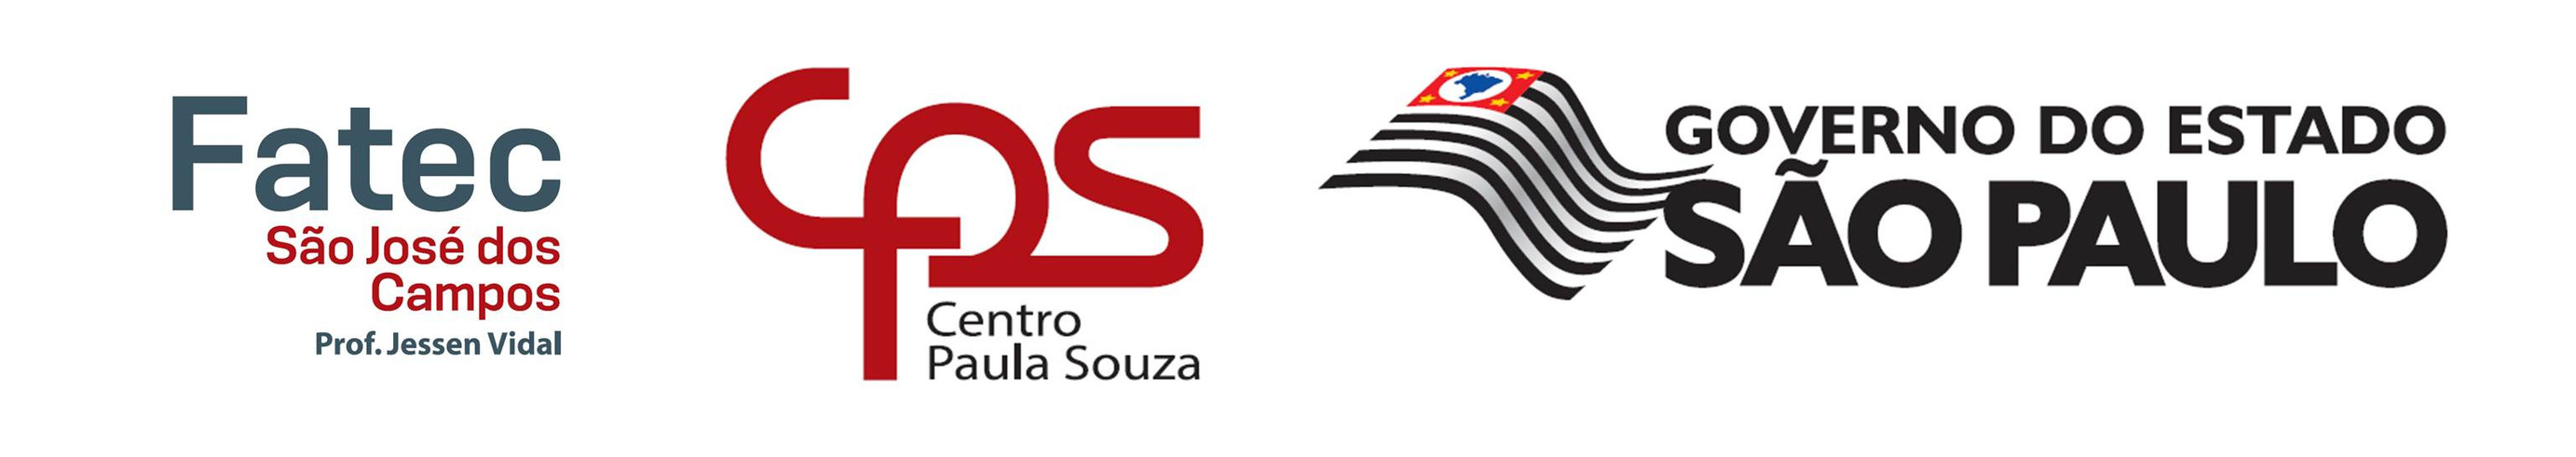 Fatec
São José dos
Campos
Prof. Jessen Vidal
cps
Centro
Paula Souza
GOVERNO DO ESTADO
SÃO PAULO